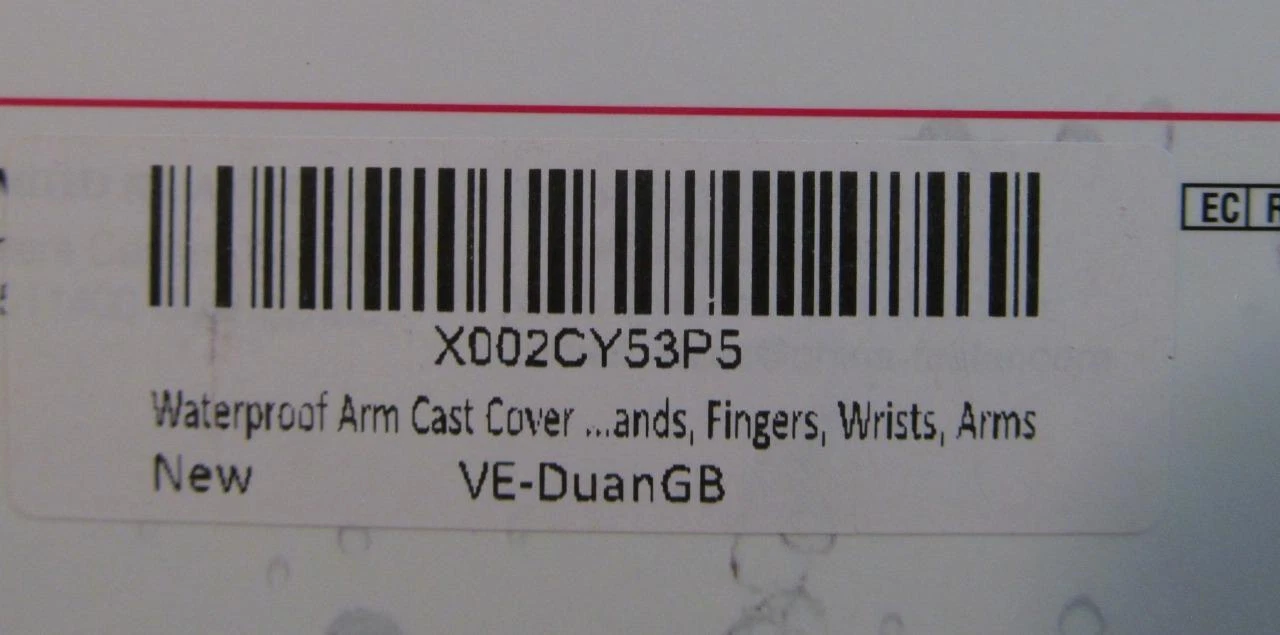 X002CY53P5
Waterproof Arm Cast Cover ...ands, Fingers, Wrists, Arms
New VE-DuanGB
EC